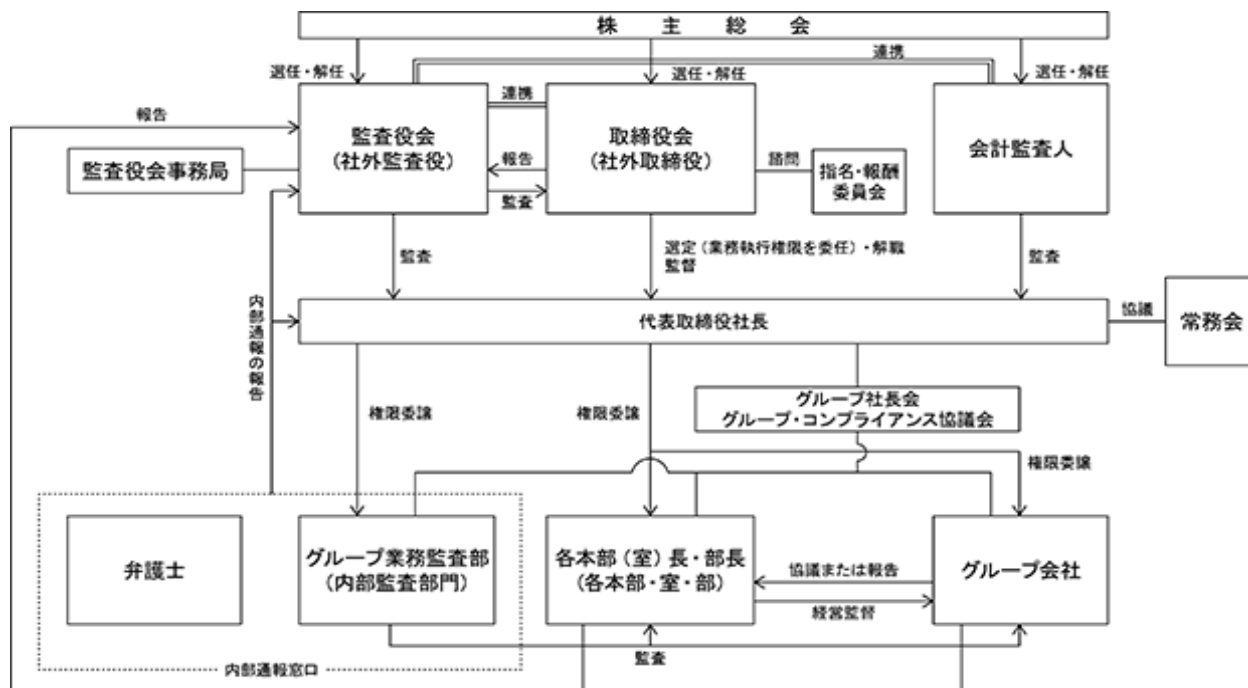 株主総会
連携
選任・解任
選任・解任
選任・解任
報告
監査役会
(社外監査役)
連携
報告
監査
取締役会
(社外取締役)
諮問
指名・報酬
委員会
会計監査人
監査役会事務局
監査
選定(業務執行権限を委任)・解職
監督
監査
内部通報の報告
代表取締役社長
協議
常務会
権限委譲
権限委譲
グループ社長会
グループ・コンプライアンス協議会
権限委譲
弁護士
グループ業務監査部
(内部監査部門)
各本部(室)長・部長
(各本部・室・部)
協議または報告
経営監督
グループ会社
監査
内部通報窓口